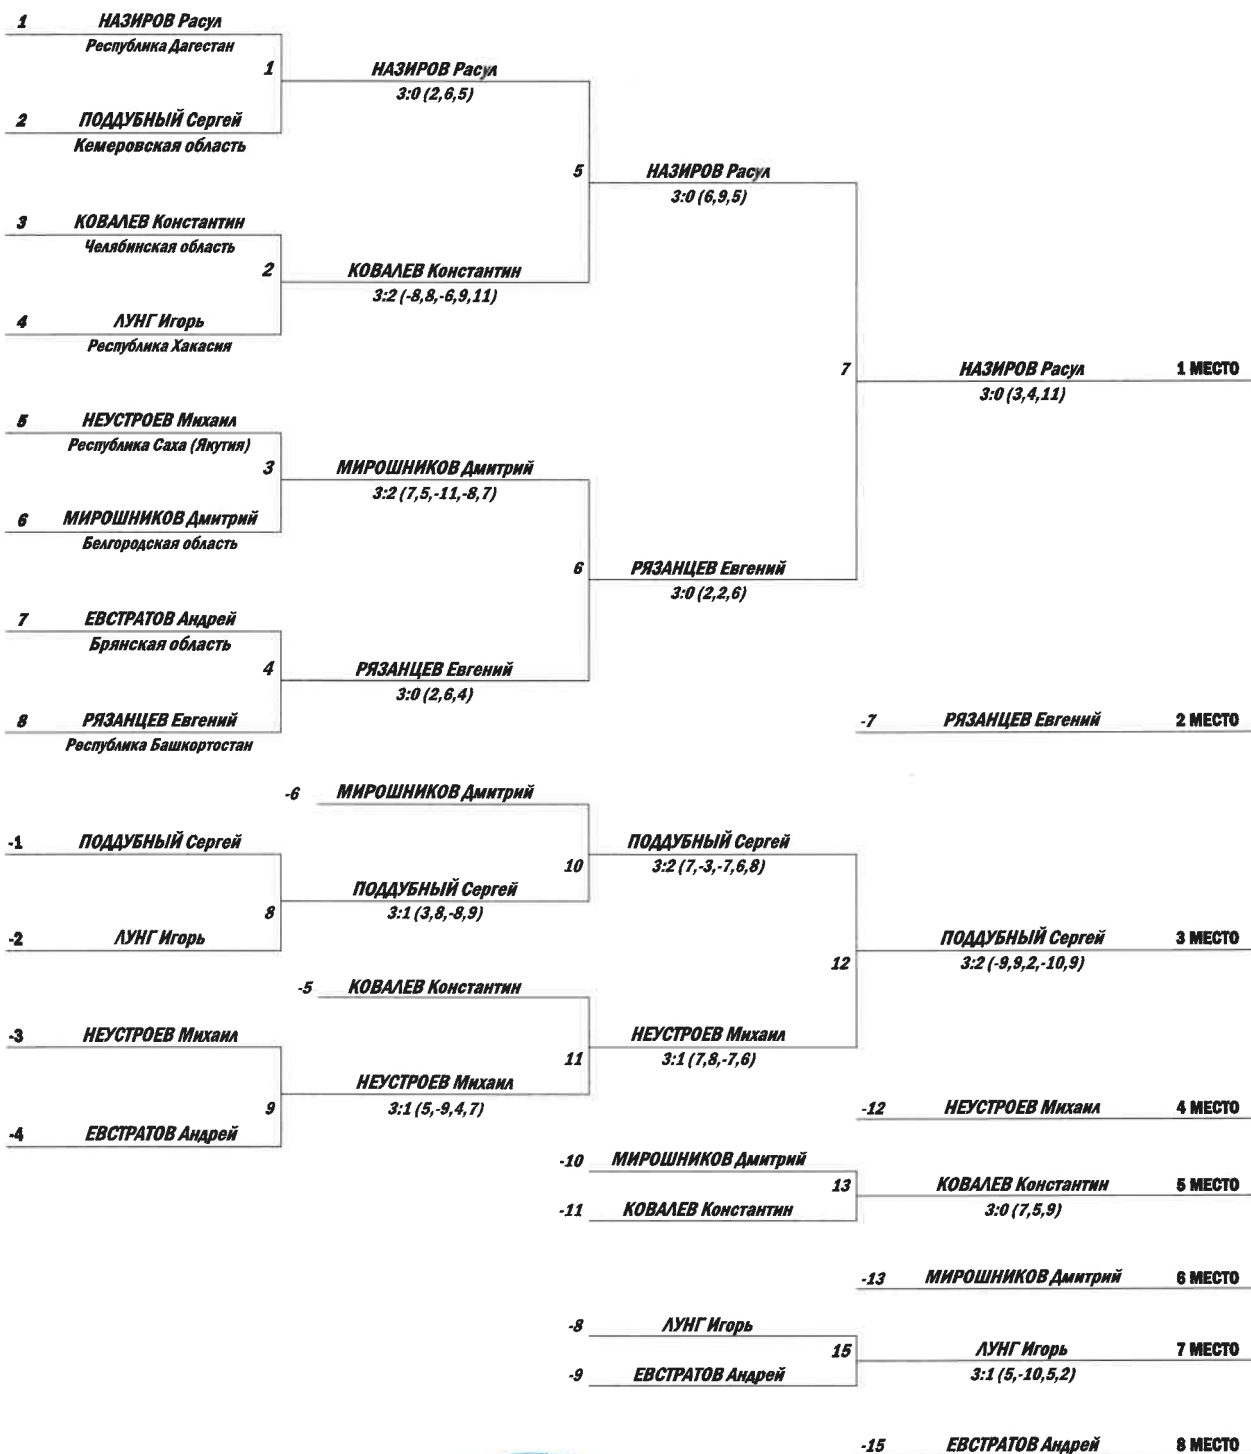 1 НАЗИРОВ Расул
Республика Дагестан
1 НАЗИРОВ Расул
3:0 (2,6,5)
2 ПОДДУБНЫЙ Сергей
Кемеровская область
5 НАЗИРОВ Расул
3:0 (6,9,5)
3 КОВАЛЕВ Константин
Челябинская область
2 КОВАЛЕВ Константин
3:2 (-8,8,-6,9,11)
4 ЛУНГ Игорь
Республика Хакасия
7 НАЗИРОВ Расул 1 МЕСТО
3:0 (3,4,11)
5 НЕУСТРОЕВ Михаил
Республика Саха (Якутия)
3 МИРОШНИКОВ Дмитрий
3:2 (7,5,-11,-8,7)
6 МИРОШНИКОВ Дмитрий
Белгородская область
6 РЯЗАНЦЕВ Евгений
3:0 (2,2,6)
7 ЕВСТРАТОВ Андрей
Брянская область
4 РЯЗАНЦЕВ Евгений
3:0 (2,6,4)
8 РЯЗАНЦЕВ Евгений
Республика Башкортостан
-7 РЯЗАНЦЕВ Евгений 2 МЕСТО
-6 МИРОШНИКОВ Дмитрий
-1 ПОДДУБНЫЙ Сергей
10 ПОДДУБНЫЙ Сергей
3:2 (7,-3,-7,6,8)
8 ПОДДУБНЫЙ Сергей
3:1 (3,8,-8,9)
-2 ЛУНГ Игорь
12 ПОДДУБНЫЙ Сергей 3 МЕСТО
3:2 (-9,9,2,-10,9)
-5 КОВАЛЕВ Константин
-3 НЕУСТРОЕВ Михаил
11 НЕУСТРОЕВ Михаил
3:1 (7,8,-7,6)
9 НЕУСТРОЕВ Михаил
3:1 (5,-9,4,7)
-4 ЕВСТРАТОВ Андрей
-12 НЕУСТРОЕВ Михаил 4 МЕСТО
-10 МИРОШНИКОВ Дмитрий
13 КОВАЛЕВ Константин 5 МЕСТО
3:0 (7,5,9)
-11 КОВАЛЕВ Константин
-13 МИРОШНИКОВ Дмитрий 6 МЕСТО
-8 ЛУНГ Игорь
15 ЛУНГ Игорь 7 МЕСТО
3:1 (5,-10,5,2)
-9 ЕВСТРАТОВ Андрей
-15 ЕВСТРАТОВ Андрей 8 МЕСТО